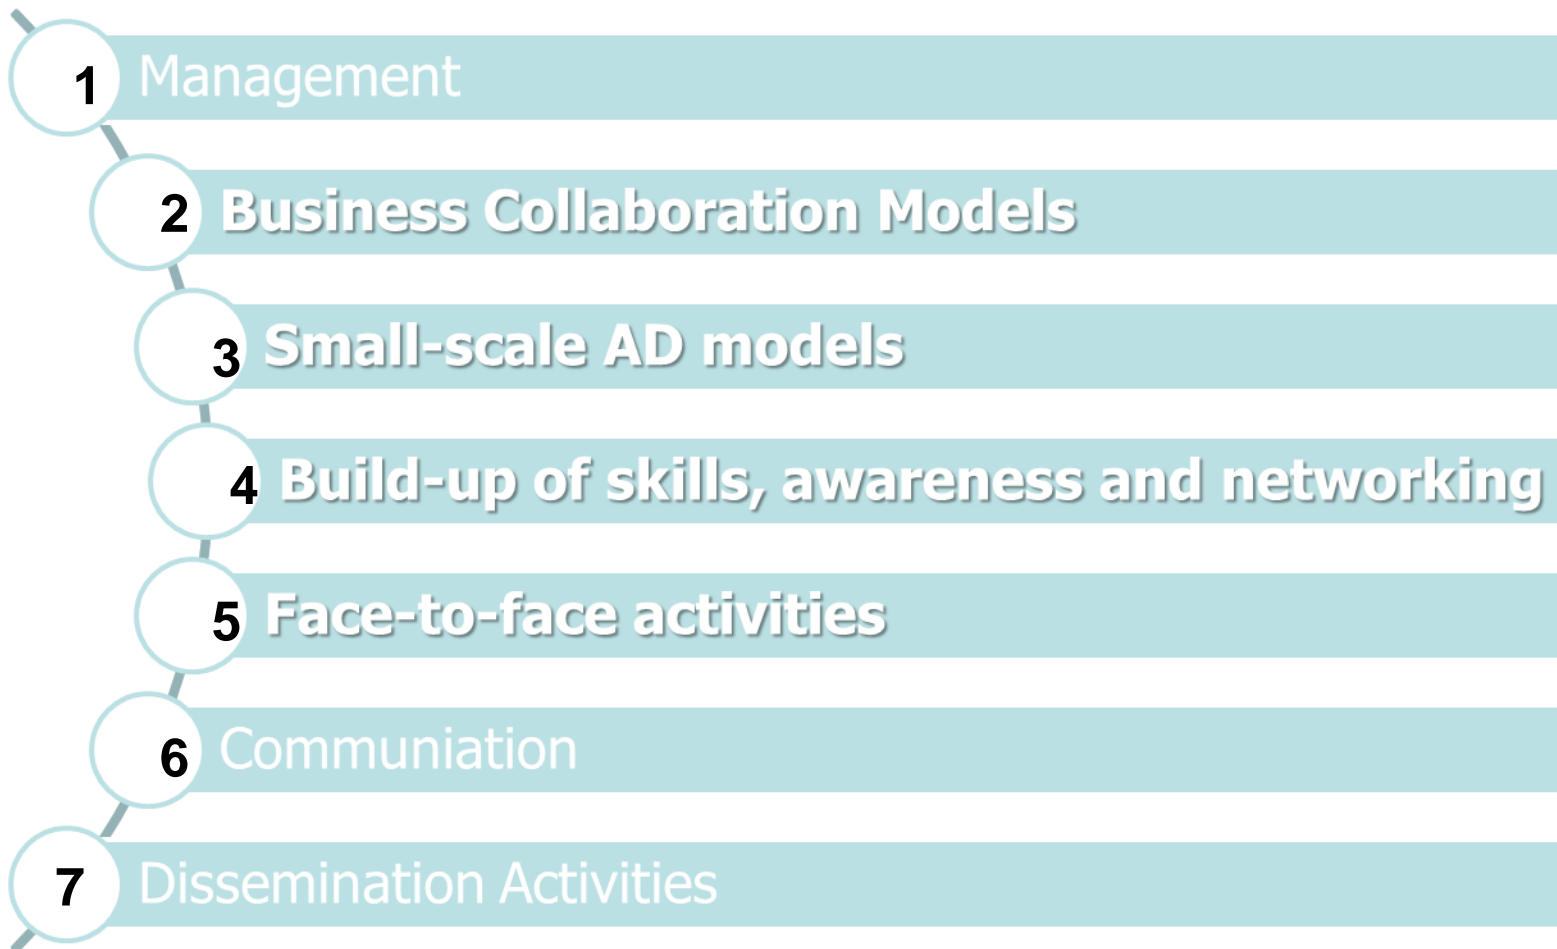 1 Management
2 Business Collaboration Models
3 Small-scale AD models
4 Build-up of skills, awareness and networking
5 Face-to-face activities
6 Communiation
7 Dissemination Activities